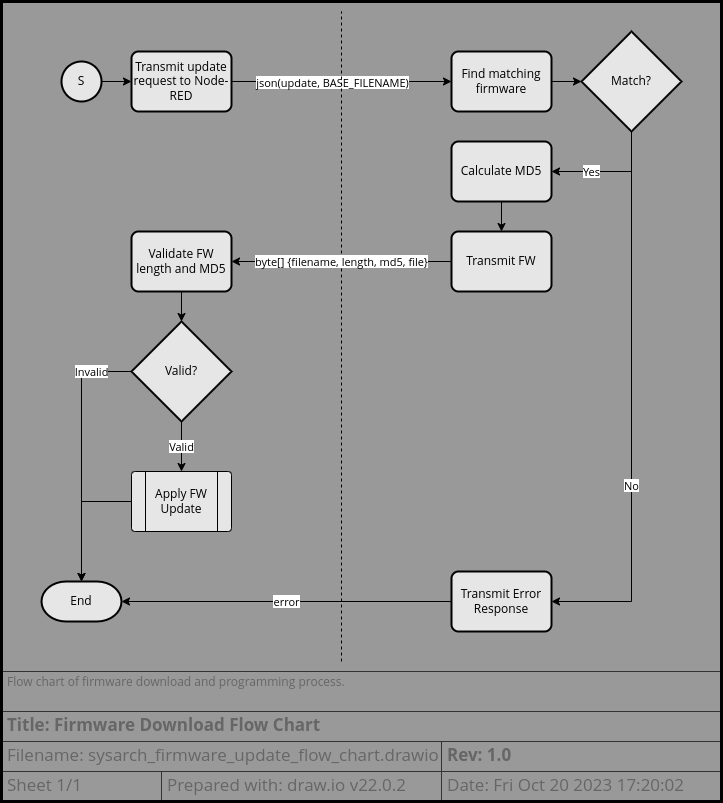 S
Transmit update
request to Node-
RED
json(update, BASE_FILENAME)
Find matching
firmware
Match?
Calculate MD5
Yes
Validate FW
length and MD5
byte[] {filename, length, md5, file}
Transmit FW
Invalid
Valid?
Valid
Apply FW
Update
No
End
error
Transmit Error
Response
Flow chart of firmware download and programming process.
Title: Firmware Download Flow Chart
Filename: sysarch_firmware_update_flow_chart.drawio
Rev: 1.0
Sheet 1/1
Prepared with: draw.io v22.0.2
Date: Fri Oct 20 2023 17:20:02